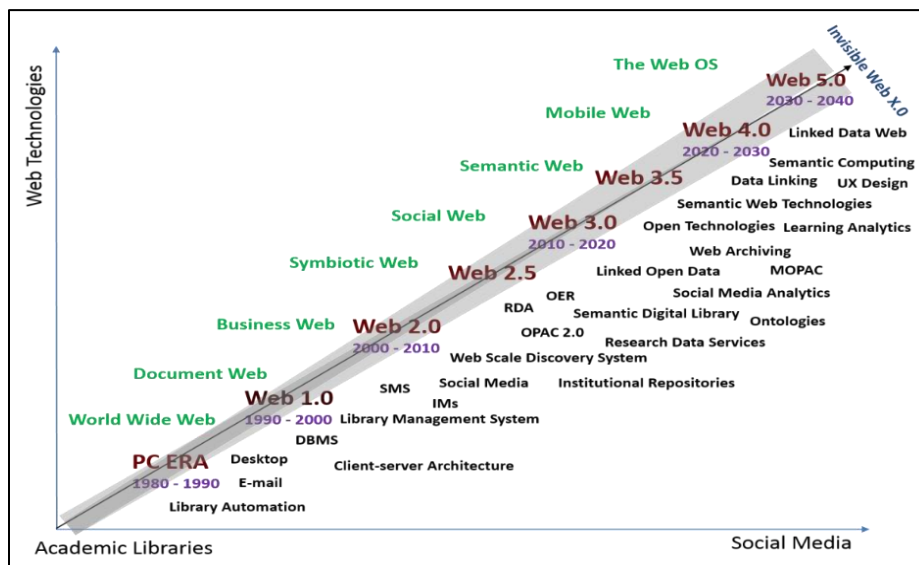 The Web OS
Invisible Web X.0
Web 5.0
2030 - 2040
Mobile Web
Web 4.0
2020 - 2030
Linked Data Web
Semantic Web
Semantic Computing
Web 3.5
Data Linking
UX Design
Social Web
Semantic Web Technologies
Web 3.0
2010 - 2020
Open Technologies
Learning Analytics
Web Archiving
Symbiotic Web
Web 2.5
Linked Open Data
MOPAC
OER
Social Media Analytics
RDA
Semantic Digital Library
Ontologies
Business Web
Web 2.0
2000 - 2010
OPAC 2.0
Research Data Services
Web Scale Discovery System
Document Web
SMS
Social Media
Institutional Repositories
Web 1.0
1990 - 2000
IMs
World Wide Web
Library Management System
DBMS
PC ERA
1980 - 1990
Desktop
Client-server Architecture
E-mail
Library Automation
Web Technologies
Academic Libraries
Social Media